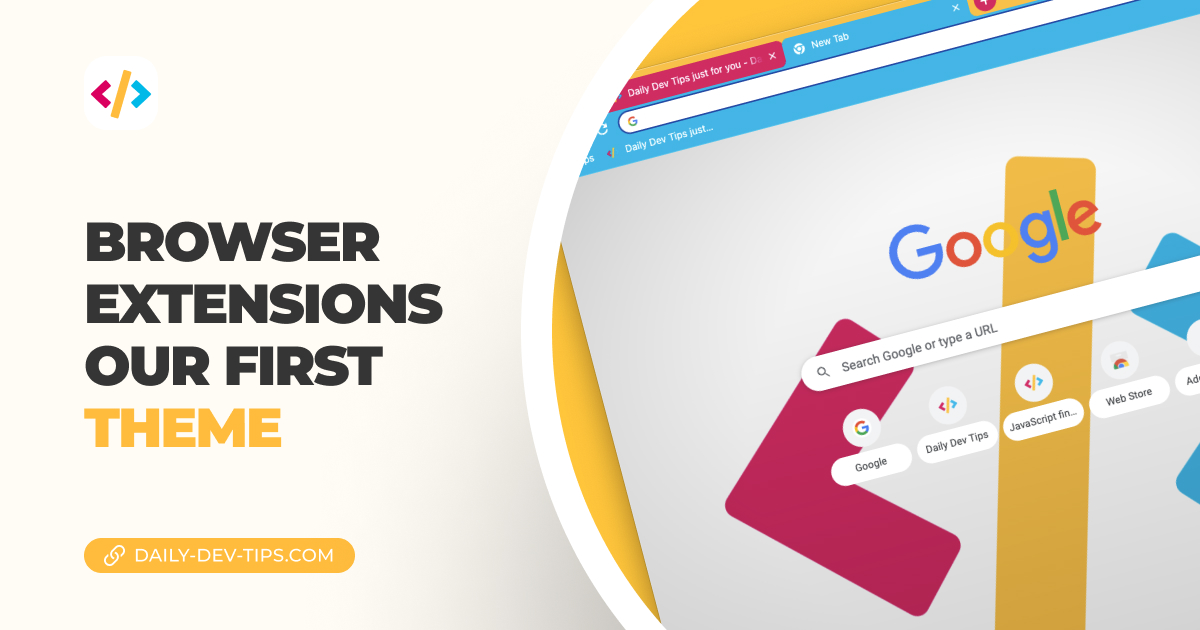 BROWSER
EXTENSIONS
OUR FIRST
THEME
DAILY-DEV-TIPS.COM
Daily Dev Tips just for you - Da
New Tab
Daily Dev Tips just...
Google
Search Google or type a URL
Google
Daily Dev Tips
JavaScript fin...
Web Store